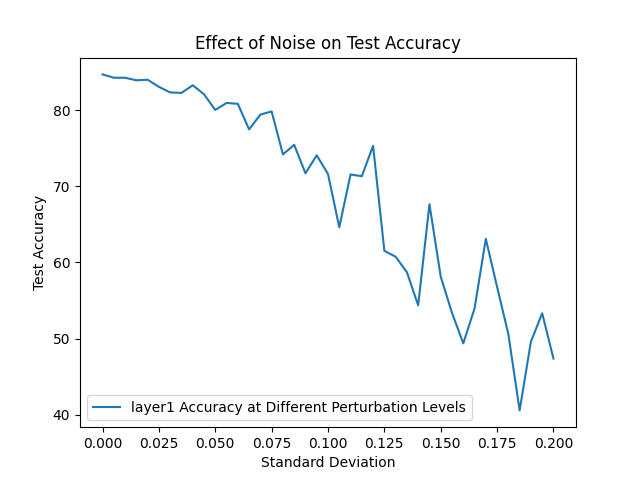 Effect of Noise on Test Accuracy
Test Accuracy
80
70
60
50
40
layer1 Accuracy at Different Perturbation Levels
0.000 0.025 0.050 0.075 0.100 0.125 0.150 0.175 0.200
Standard Deviation